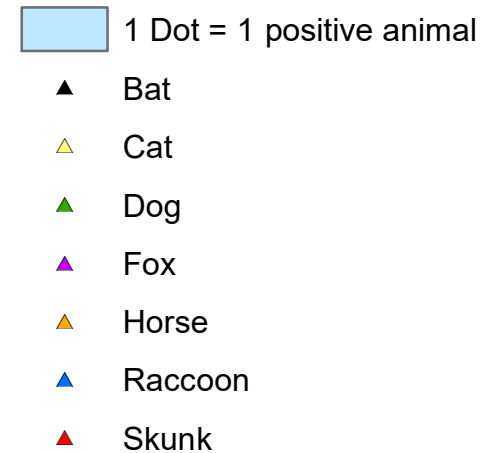 1 Dot = 1 positive animal
Bat
Cat
Dog
Fox
Horse
Raccoon
Skunk